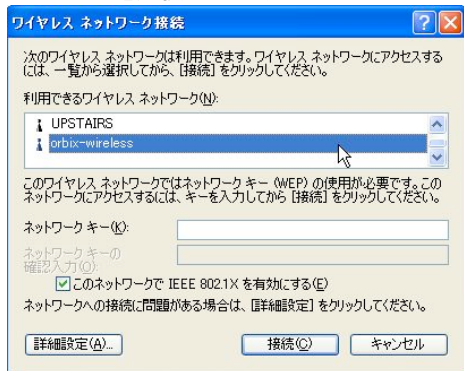 ワイヤレス ネットワーク接続
次のワイヤレス ネットワークは利用できます。ワイヤレス ネットワークにアクセスする
には、一覧から選択してから、[接続] をクリックしてください。
利用できるワイヤレス ネットワーク(N):
UPSTAIRS
orbix-wireless
このワイヤレス ネットワークではネットワーク キー (WEP) の使用が必要です。この
ネットワークにアクセスするには、キーを入力してから [接続] をクリックしてください。
ネットワーク キー(K):
ネットワーク キーの
確認入力(O):
このネットワークで IEEE 802.1X を有効にする(E)
ネットワークへの接続に問題がある場合は、[詳細設定] をクリックしてください。
詳細設定(A)...
接続(C)
キャンセル